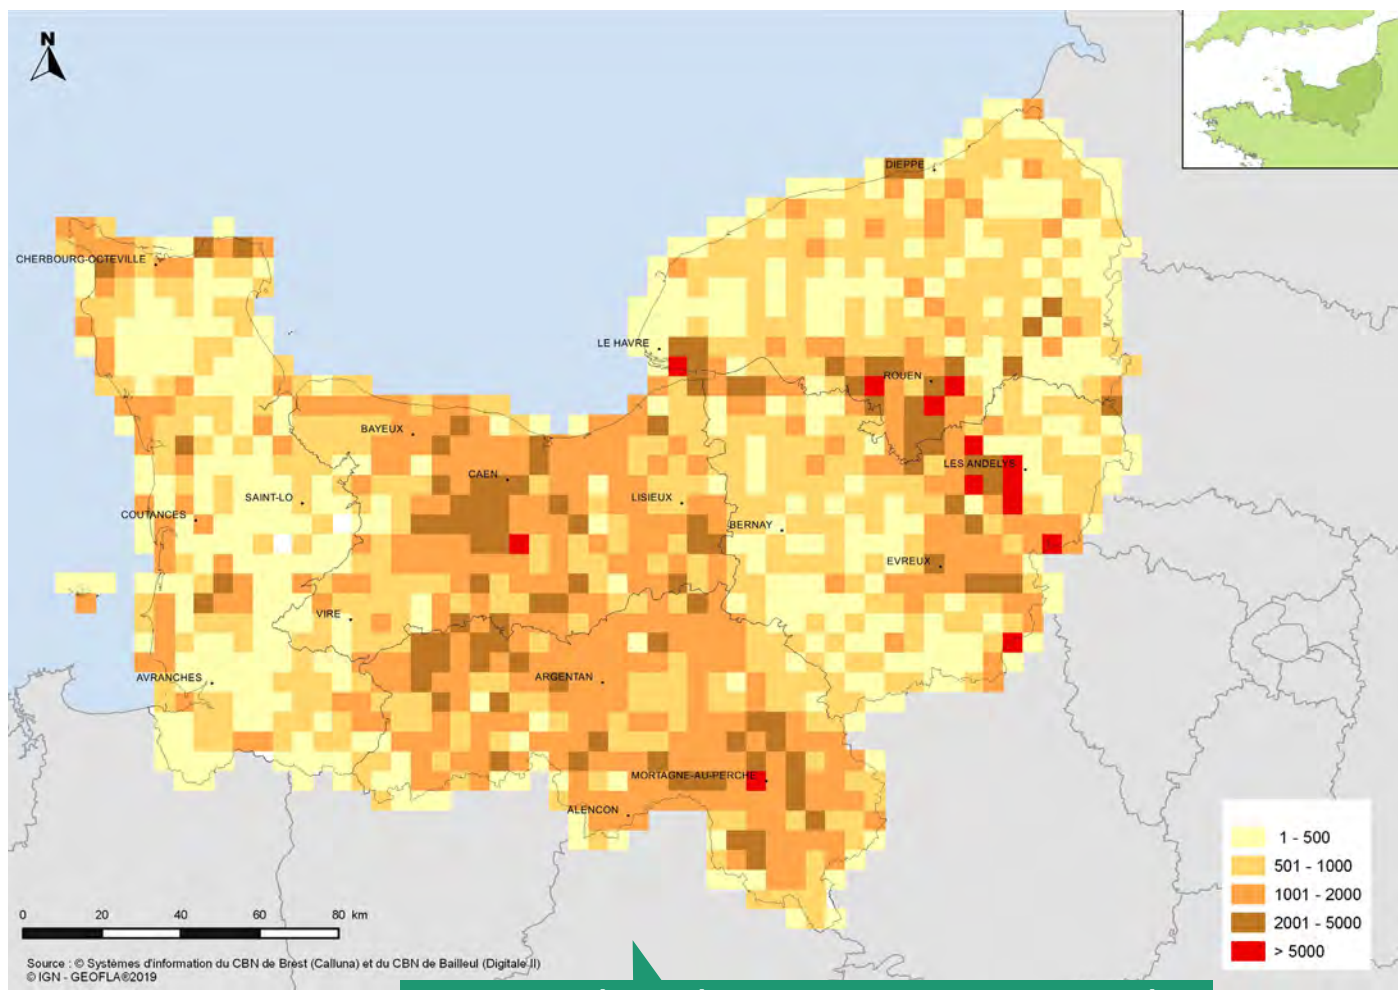 N
DIEPPE
CHERBOURG-OCTEVILLE
LE HAVRE
ROUEN
BAYEUX
CAEN
LES ANDELYS
SAINT-LO
LISIEUX
COUTANCES
BERNAY
EVREUX
VIRE
AVRANCHES
ARGENTAN
MORTAGNE-AU-PERCHE
ALENCON
1 - 500
501 - 1000
1001 - 2000
2001 - 5000
> 5000
0 20 40 60 80 km
Source : © Systèmes d'information du CBN de Brest (Calluna) et du CBN de Bailleul (Digitale II)
© IGN - GEOFLA®2019